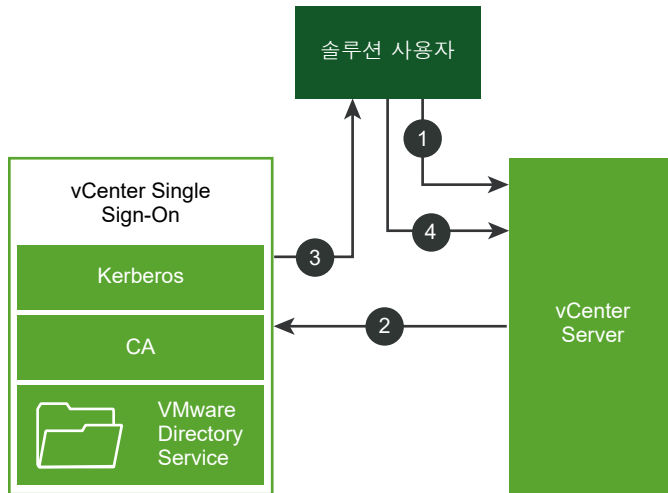 솔루션 사용자
1
vCenter Single
Sign-On
4
3
Kerberos
vCenter
Server
2
CA
VMware
Directory
Service